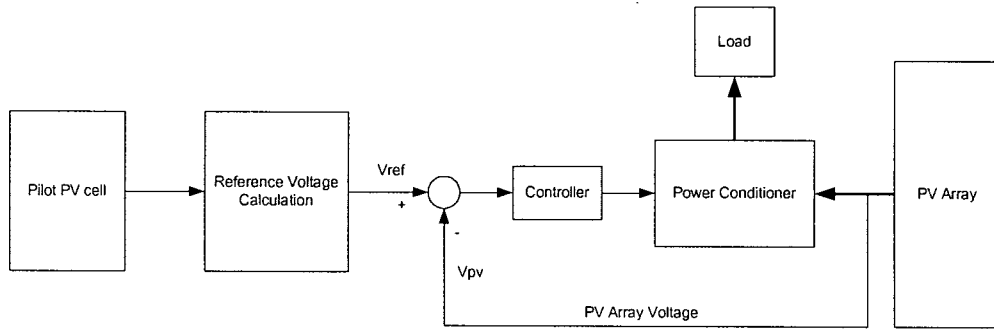 Load
Pilot PV cell
Reference Voltage
Calculation
Vref
+
-
Controller
Power Conditioner
PV Array
Vpv
PV Array Voltage